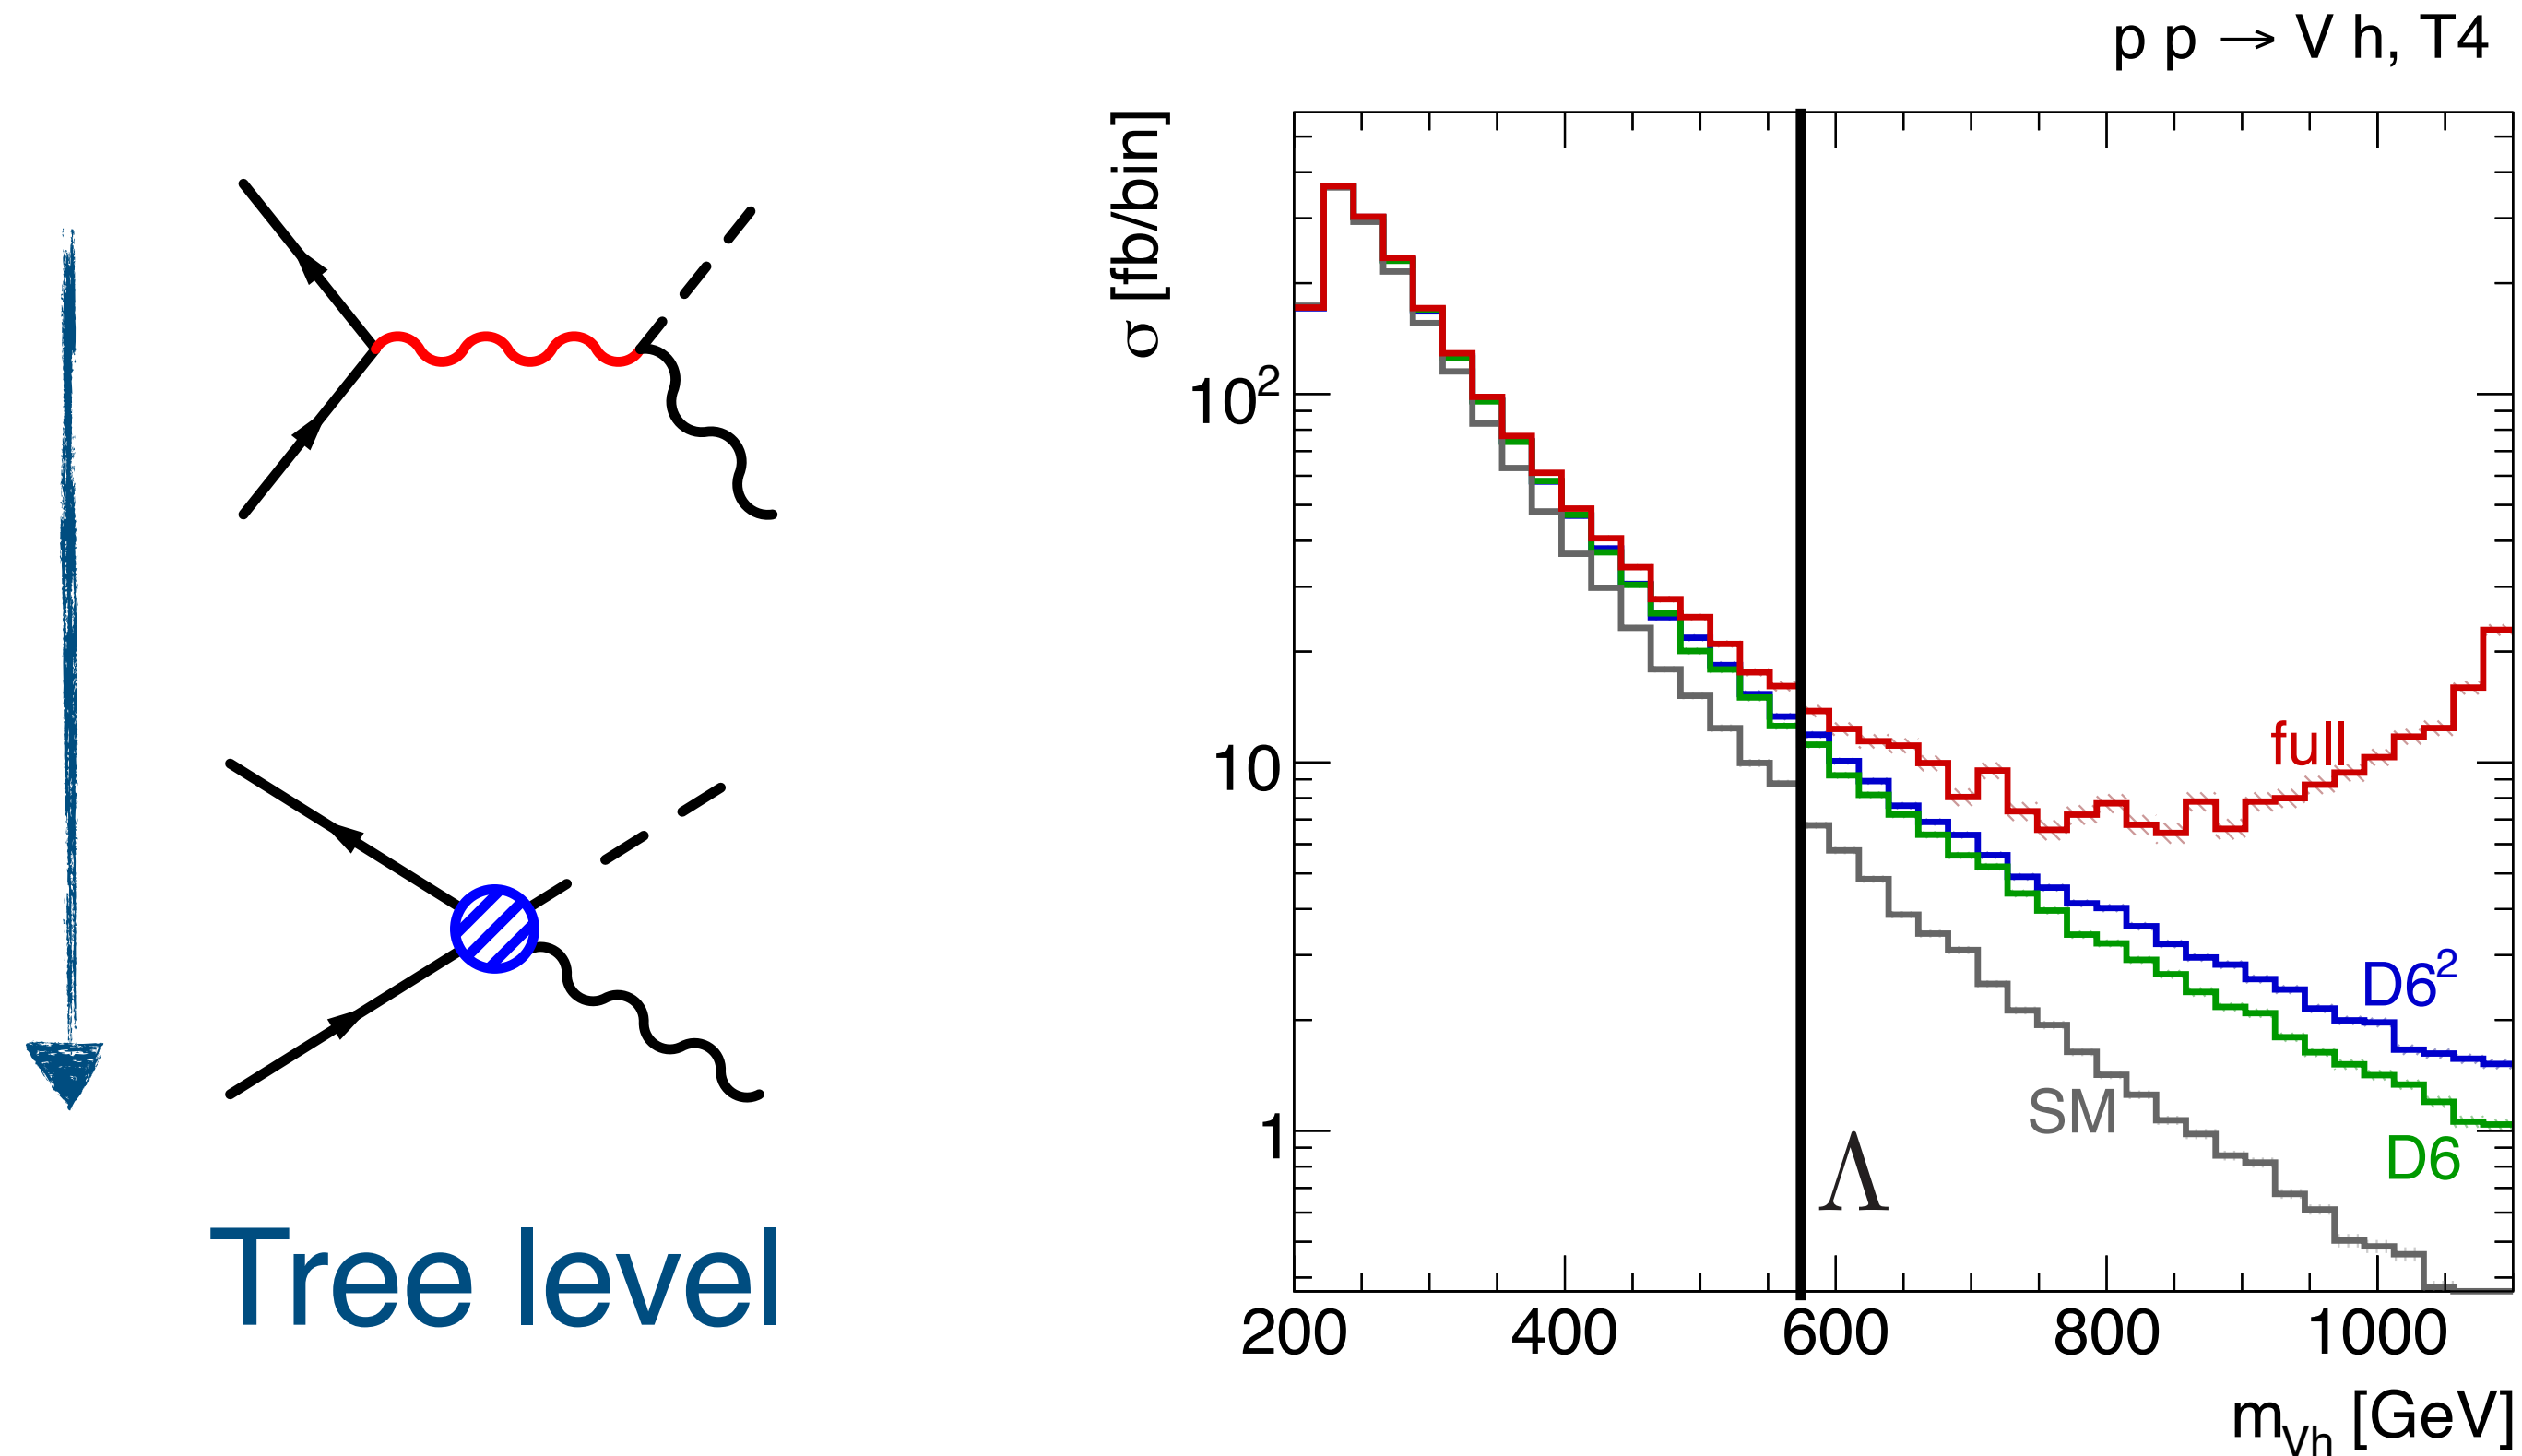 p p → V h, T4
σ [fb/bin]
10²
10
1
full
D6²
D6
SM
Λ
200 400 600 800 1000
m_Vh [GeV]
Tree level